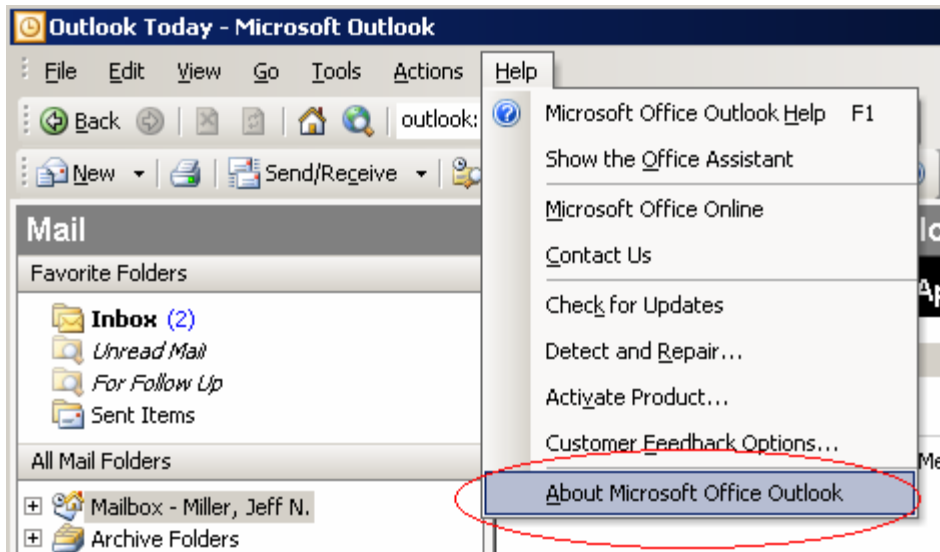 Outlook Today - Microsoft Outlook
File Edit View Go Tools Actions Help
Back outlook:
New Send/Receive
Microsoft Office Outlook Help F1
Show the Office Assistant
Microsoft Office Online
Contact Us
Check for Updates
Detect and Repair...
Activate Product...
Customer Feedback Options...
About Microsoft Office Outlook
Mail
Favorite Folders
Inbox (2)
Unread Mail
For Follow Up
Sent Items
All Mail Folders
Mailbox - Miller, Jeff N.
Archive Folders